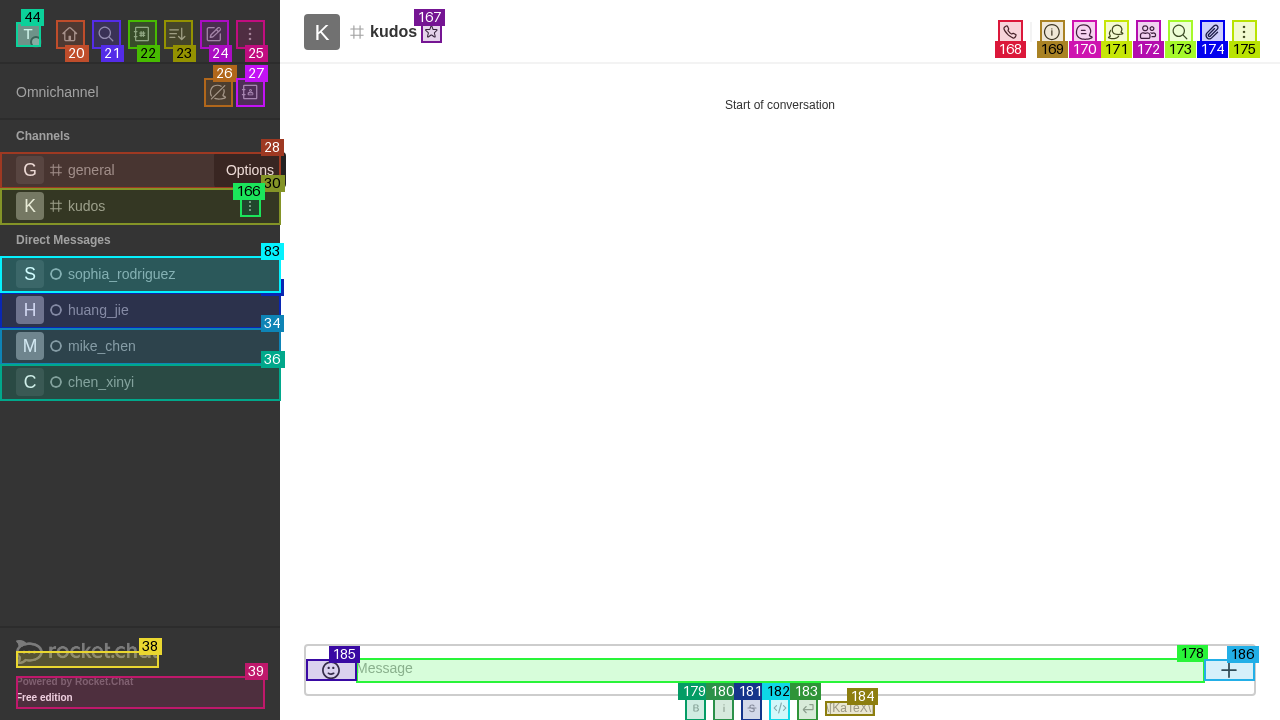 44
T
20
21
22
23
24
25
K
# kudos
167
168
169
170
171
172
173
174
175
Omnichannel
26
27
Start of conversation
Channels
28
G
general
Options
30
K
kudos
166
Direct Messages
83
S
sophia_rodriguez
H
huang_jie
34
M
mike_chen
36
C
chen_xinyi
38
rocket.cha
39
Powered by Rocket.Chat
Free edition
185
Message
178
186
179
180
181
182
183
184
B
i
S
</>
\[KaTeX\]